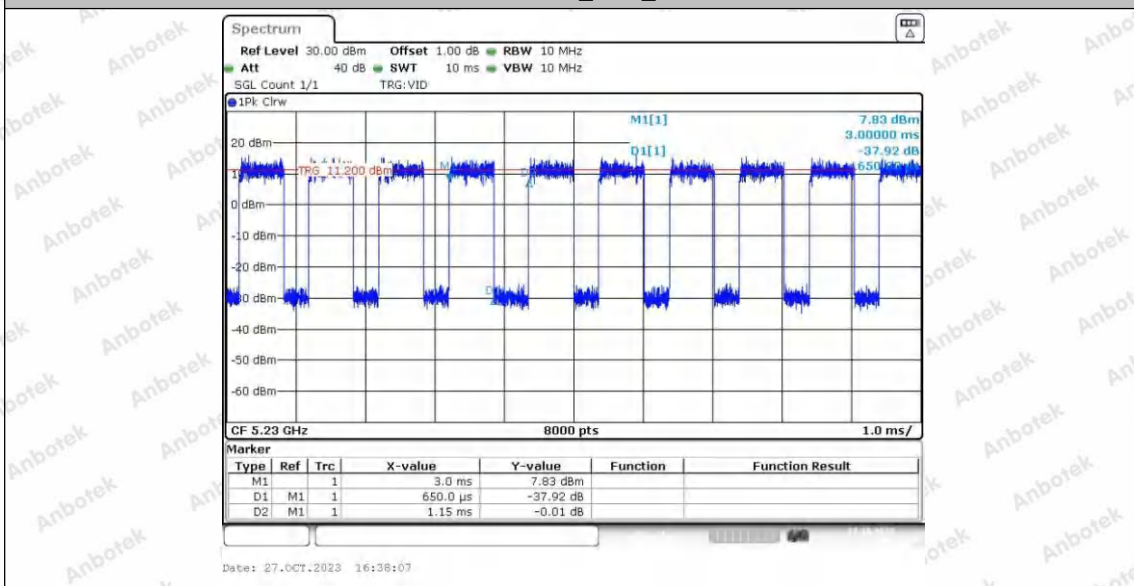 Spectrum
Ref Level 30.00 dBm Offset 1.00 dB RBW 10 MHz
Att 40 dB SWT 10 ms VBW 10 MHz
SGL Count 1/1 TRG:VID
1Pk Clrw
M1[1] 7.83 dBm
3.00000 ms
D1[1] -37.92 dB
20 dBm
TRG 11.200 dBm
0 dBm
-10 dBm
-20 dBm
-40 dBm
-50 dBm
-60 dBm
CF 5.23 GHz 8000 pts 1.0 ms/
Marker
Type Ref Trc X-value Y-value Function Function Result
M1 1 3.0 ms 7.83 dBm
D1 M1 1 650.0 µs -37.92 dB
D2 M1 1 1.15 ms -0.01 dB
Date: 27.OCT.2023 16:38:07
Anbotek